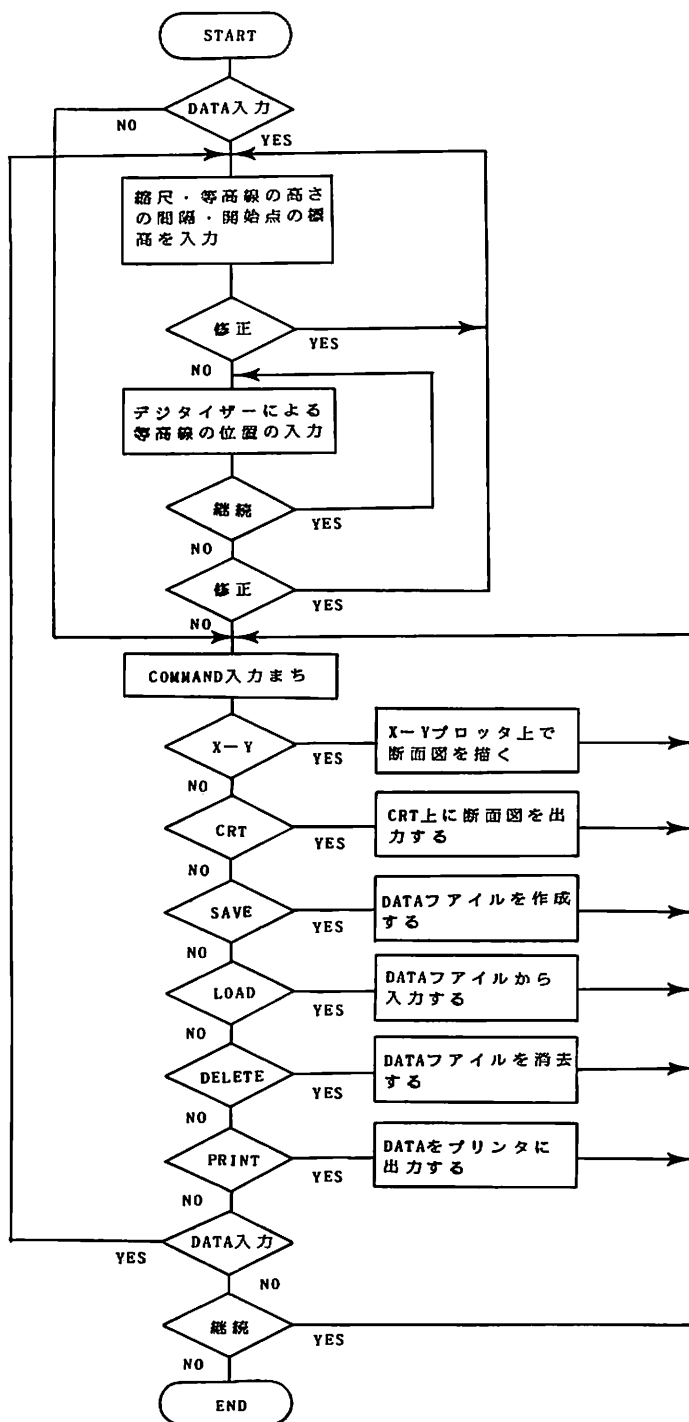 START
DATA入力
NO
YES
縮尺・等高線の高さ
の間隔・開始点の標
高を入力
修正
YES
NO
デジタイザーによる
等高線の位置の入力
継続
YES
NO
修正
YES
NO
COMMAND入力まち
X－Y
YES
X－Yプロッタ上で
断面図を描く
NO
CRT
YES
CRT上に断面図を出
力する
NO
SAVE
YES
DATAファイルを作成
する
NO
LOAD
YES
DATAフアイルから
入力する
NO
DELETE
YES
DATAファイルを消去
する
NO
PRINT
YES
DATAをプリンタに
出力する
NO
DATA入力
YES
NO
継続
YES
NO
END